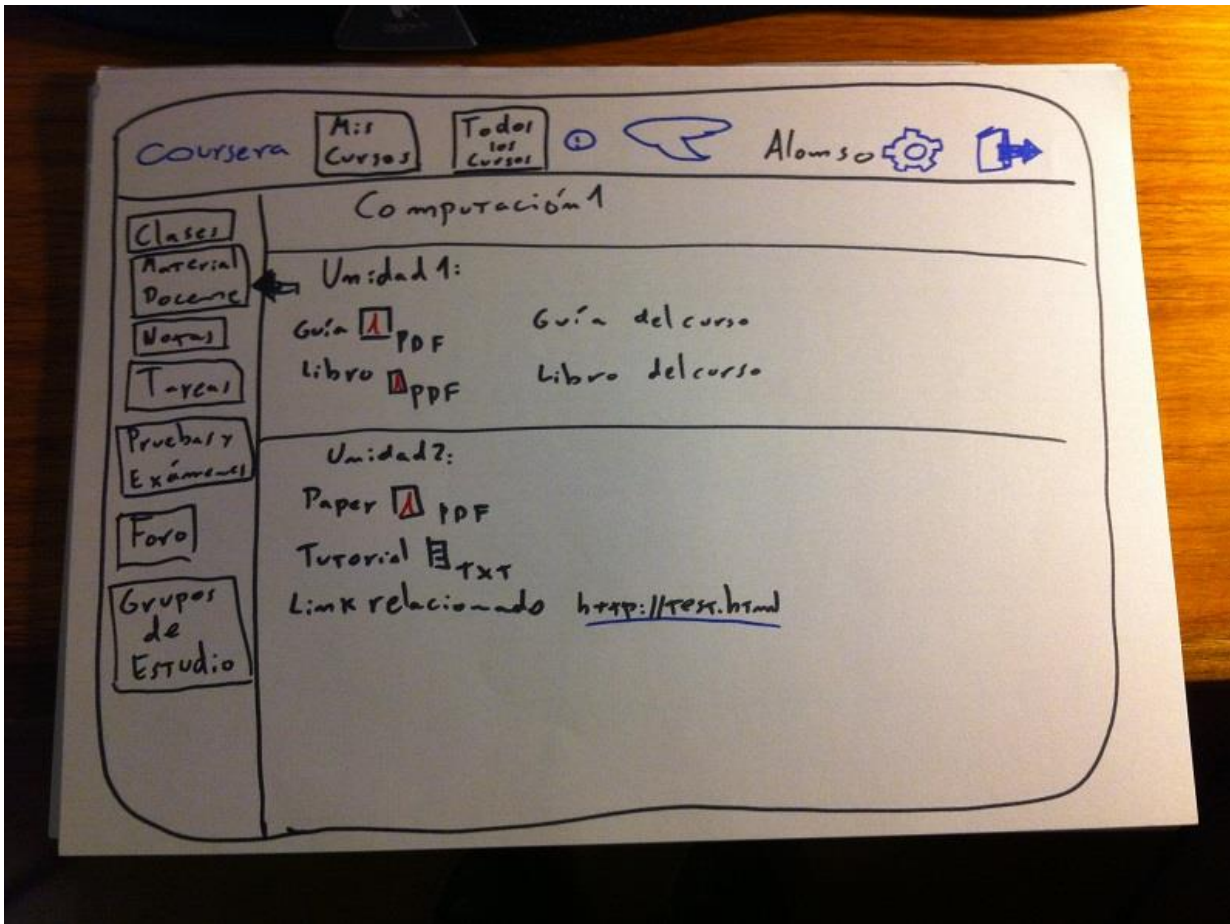 Coursera
Mis
Cursos
Todos
los
Cursos
Alonso
Computación 1
Clases
Material
Docente
Notas
Tareas
Pruebas y
Exámenes
Foro
Grupos
de
Estudio
Unidad 1:
Guía PDF Guía del curso
Libro PDF Libro del curso
Unidad 2:
Paper PDF
Tutorial TXT
Link relacionado http://test.html